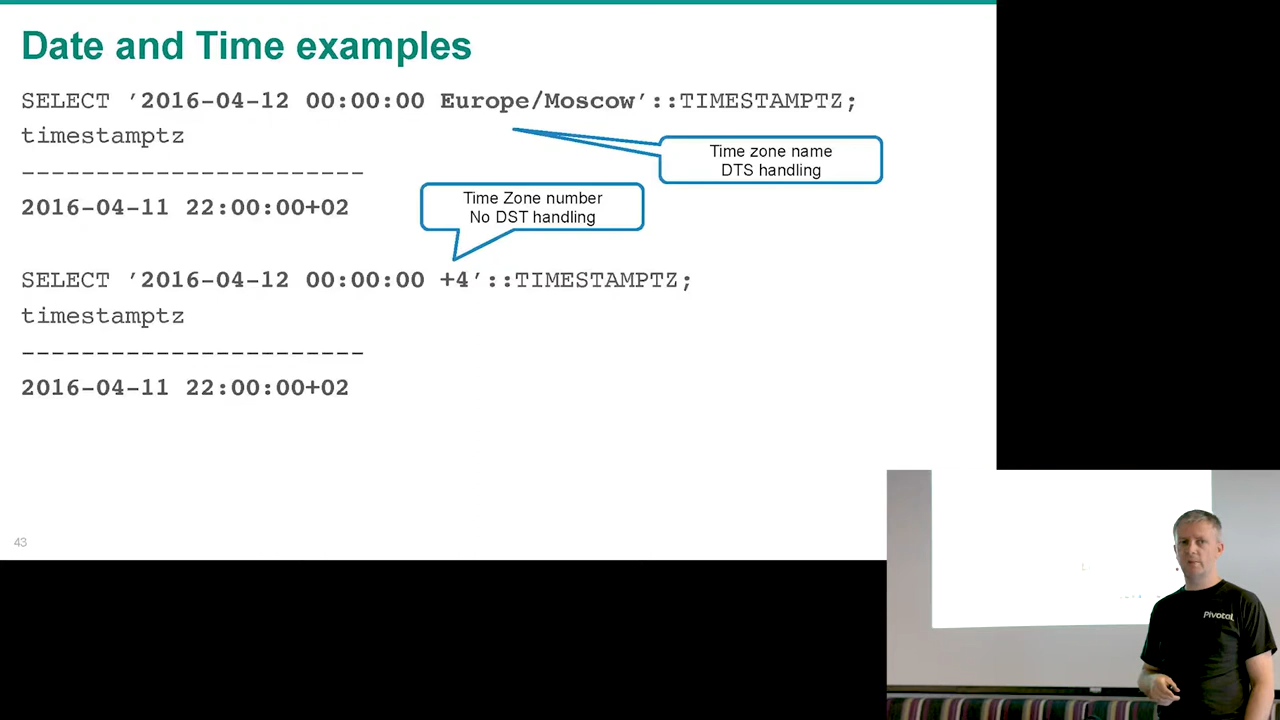 Date and Time examples
SELECT ’2016-04-12 00:00:00 Europe/Moscow’::TIMESTAMPTZ;
timestamptz
-----------------------
2016-04-11 22:00:00+02
Time zone name
DTS handling
Time Zone number
No DST handling
SELECT ’2016-04-12 00:00:00 +4’::TIMESTAMPTZ;
timestamptz
-----------------------
2016-04-11 22:00:00+02
43
Pivotal